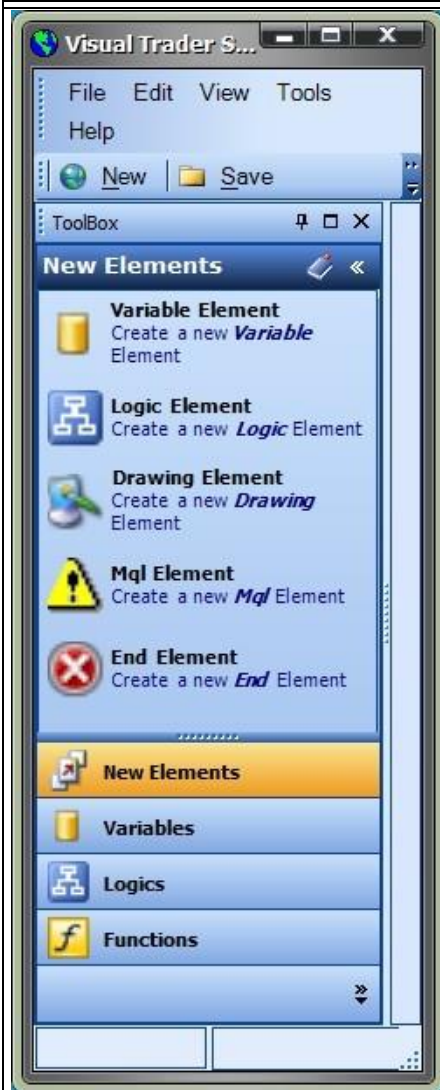 Visual Trader S...
File Edit View Tools
Help
New Save
ToolBox
New Elements
Variable Element
Create a new Variable
Element
Logic Element
Create a new Logic Element
Drawing Element
Create a new Drawing
Element
Mql Element
Create a new Mql Element
End Element
Create a new End Element
New Elements
Variables
Logics
Functions